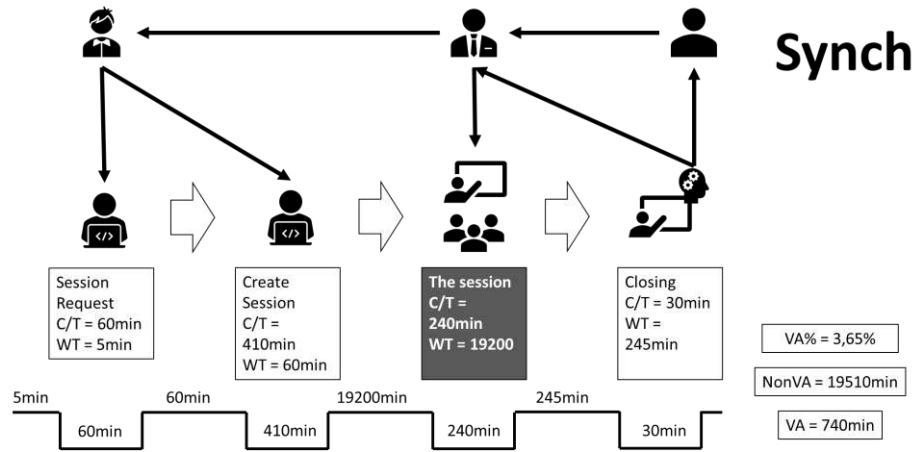 Synch
Session
Request
C/T = 60min
WT = 5min
Create
Session
C/T =
410min
WT = 60min
The session
C/T =
240min
WT = 19200
Closing
C/T = 30min
WT =
245min
VA% = 3,65%
NonVA = 19510min
VA = 740min
5min
60min
19200min
245min
60min
410min
240min
30min